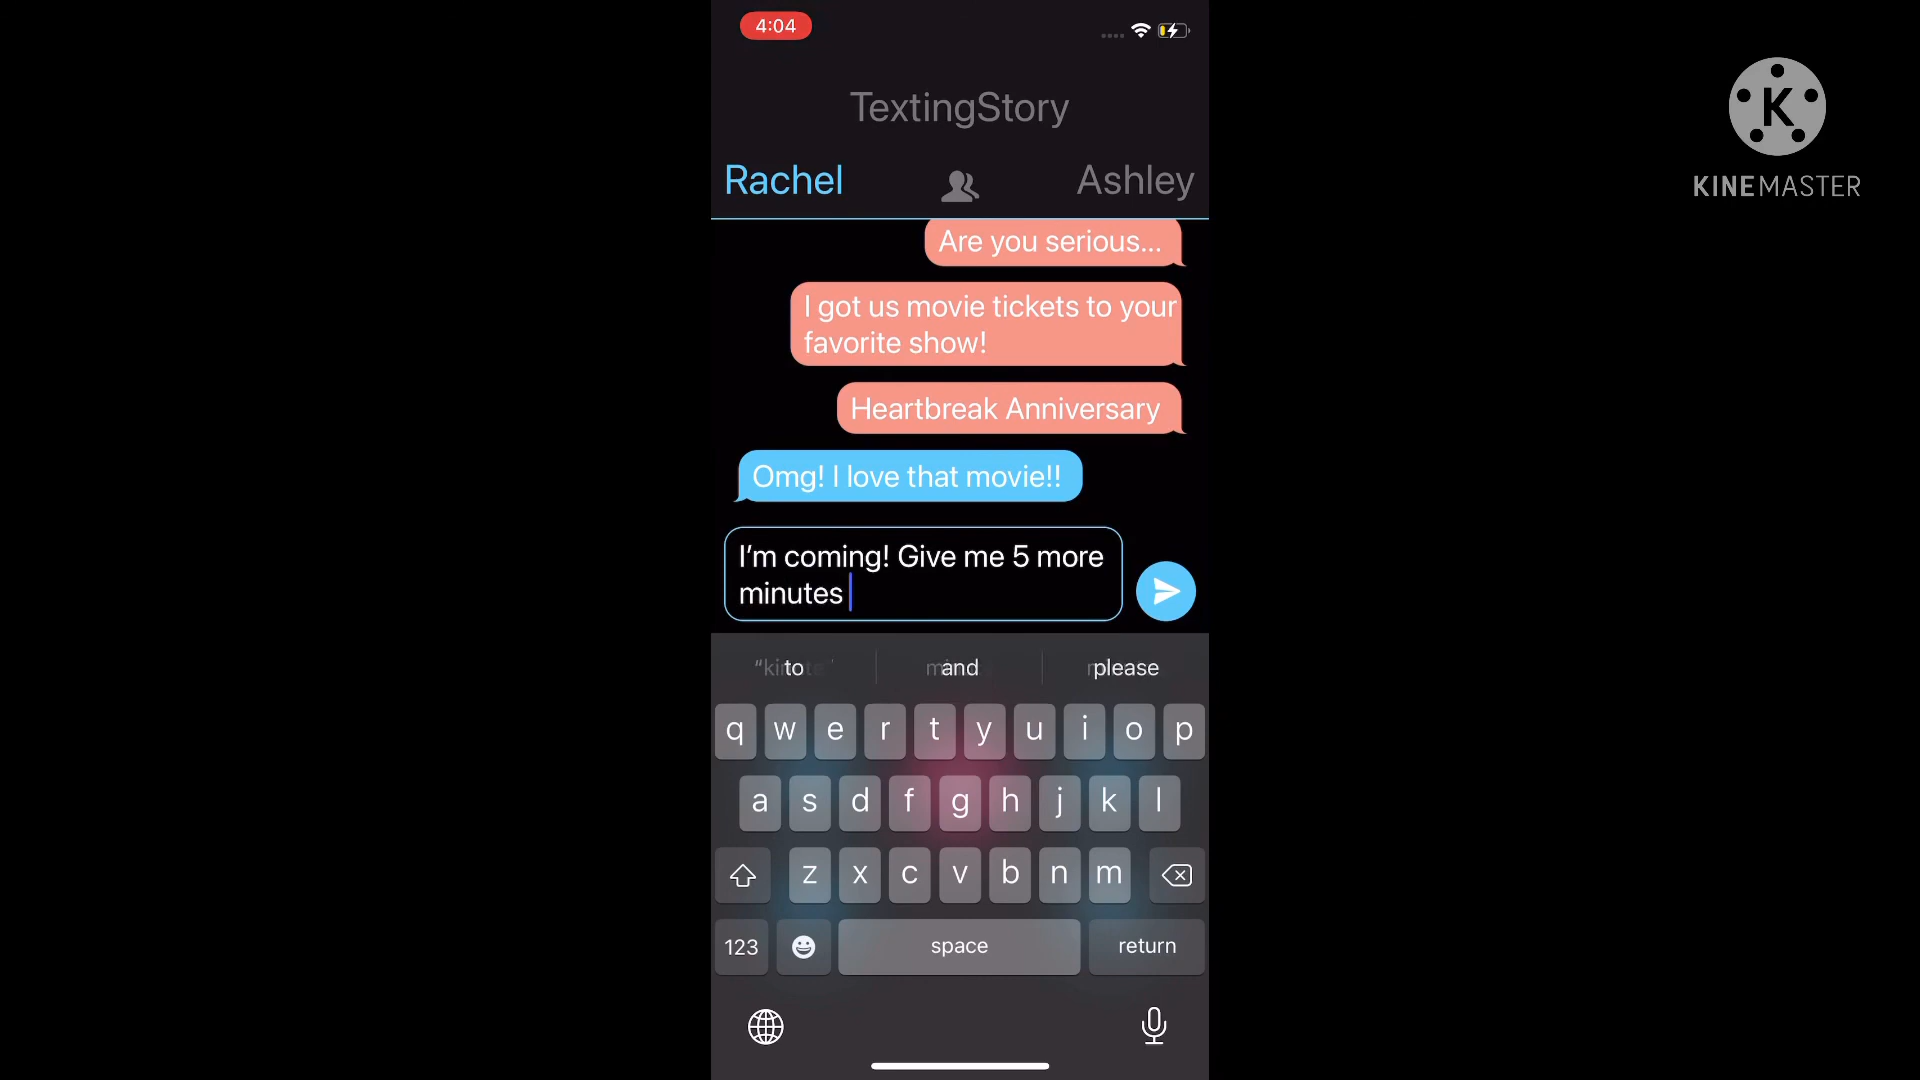 4:04
TextingStory
KINEMASTER
Rachel
Ashley
Are you serious...
I got us movie tickets to your
favorite show!
Heartbreak Anniversary
Omg! I love that movie!!
I'm coming! Give me 5 more
minutes
to and please
q w e r t y u i o p
a s d f g h j k l
z x c v b n m
123 space return